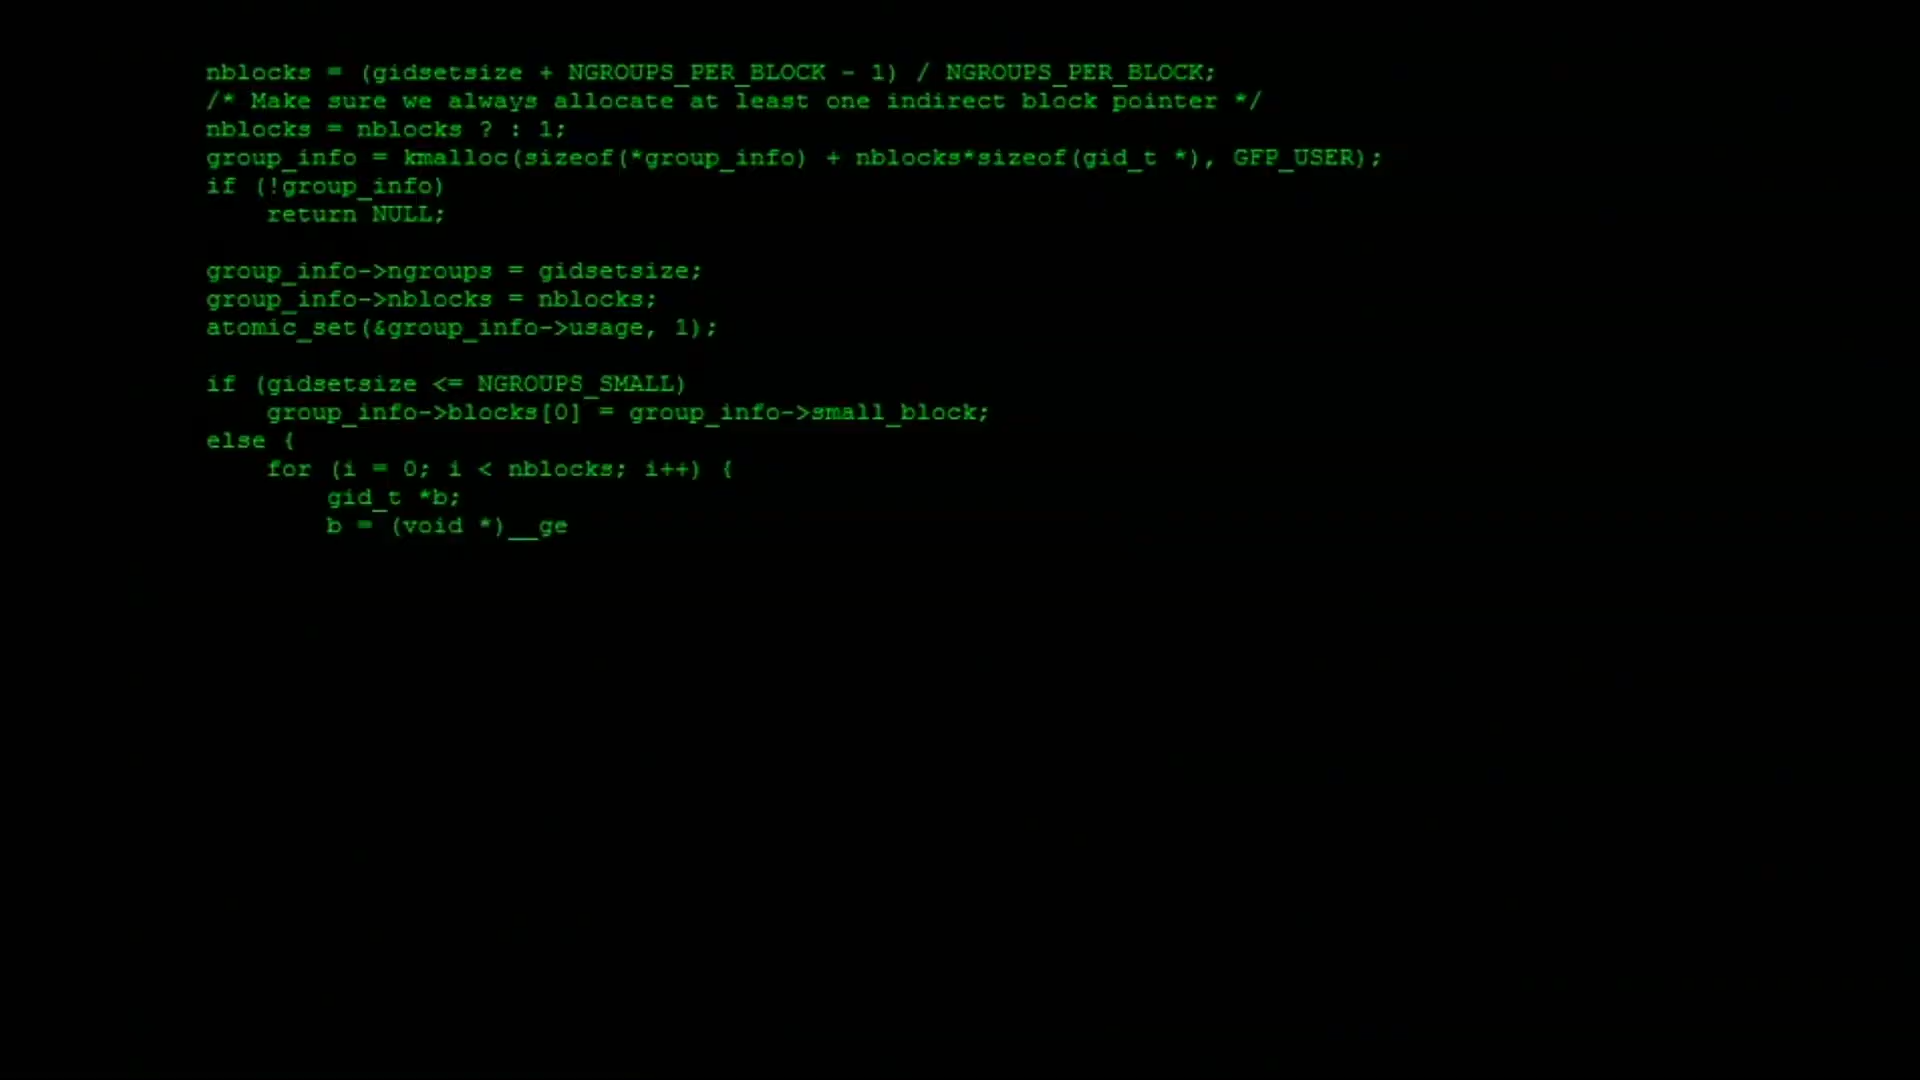 nblocks = (gidsetsize + NGROUPS_PER_BLOCK - 1) / NGROUPS_PER_BLOCK;
/* Make sure we always allocate at least one indirect block pointer */
nblocks = nblocks ? : 1;
group_info = kmalloc(sizeof(*group_info) + nblocks*sizeof(gid_t *), GFP_USER);
if (!group_info)
    return NULL;

group_info->ngroups = gidsetsize;
group_info->nblocks = nblocks;
atomic_set(&group_info->usage, 1);

if (gidsetsize <= NGROUPS_SMALL)
    group_info->blocks[0] = group_info->small_block;
else {
    for (i = 0; i < nblocks; i++) {
        gid_t *b;
        b = (void *)__ge